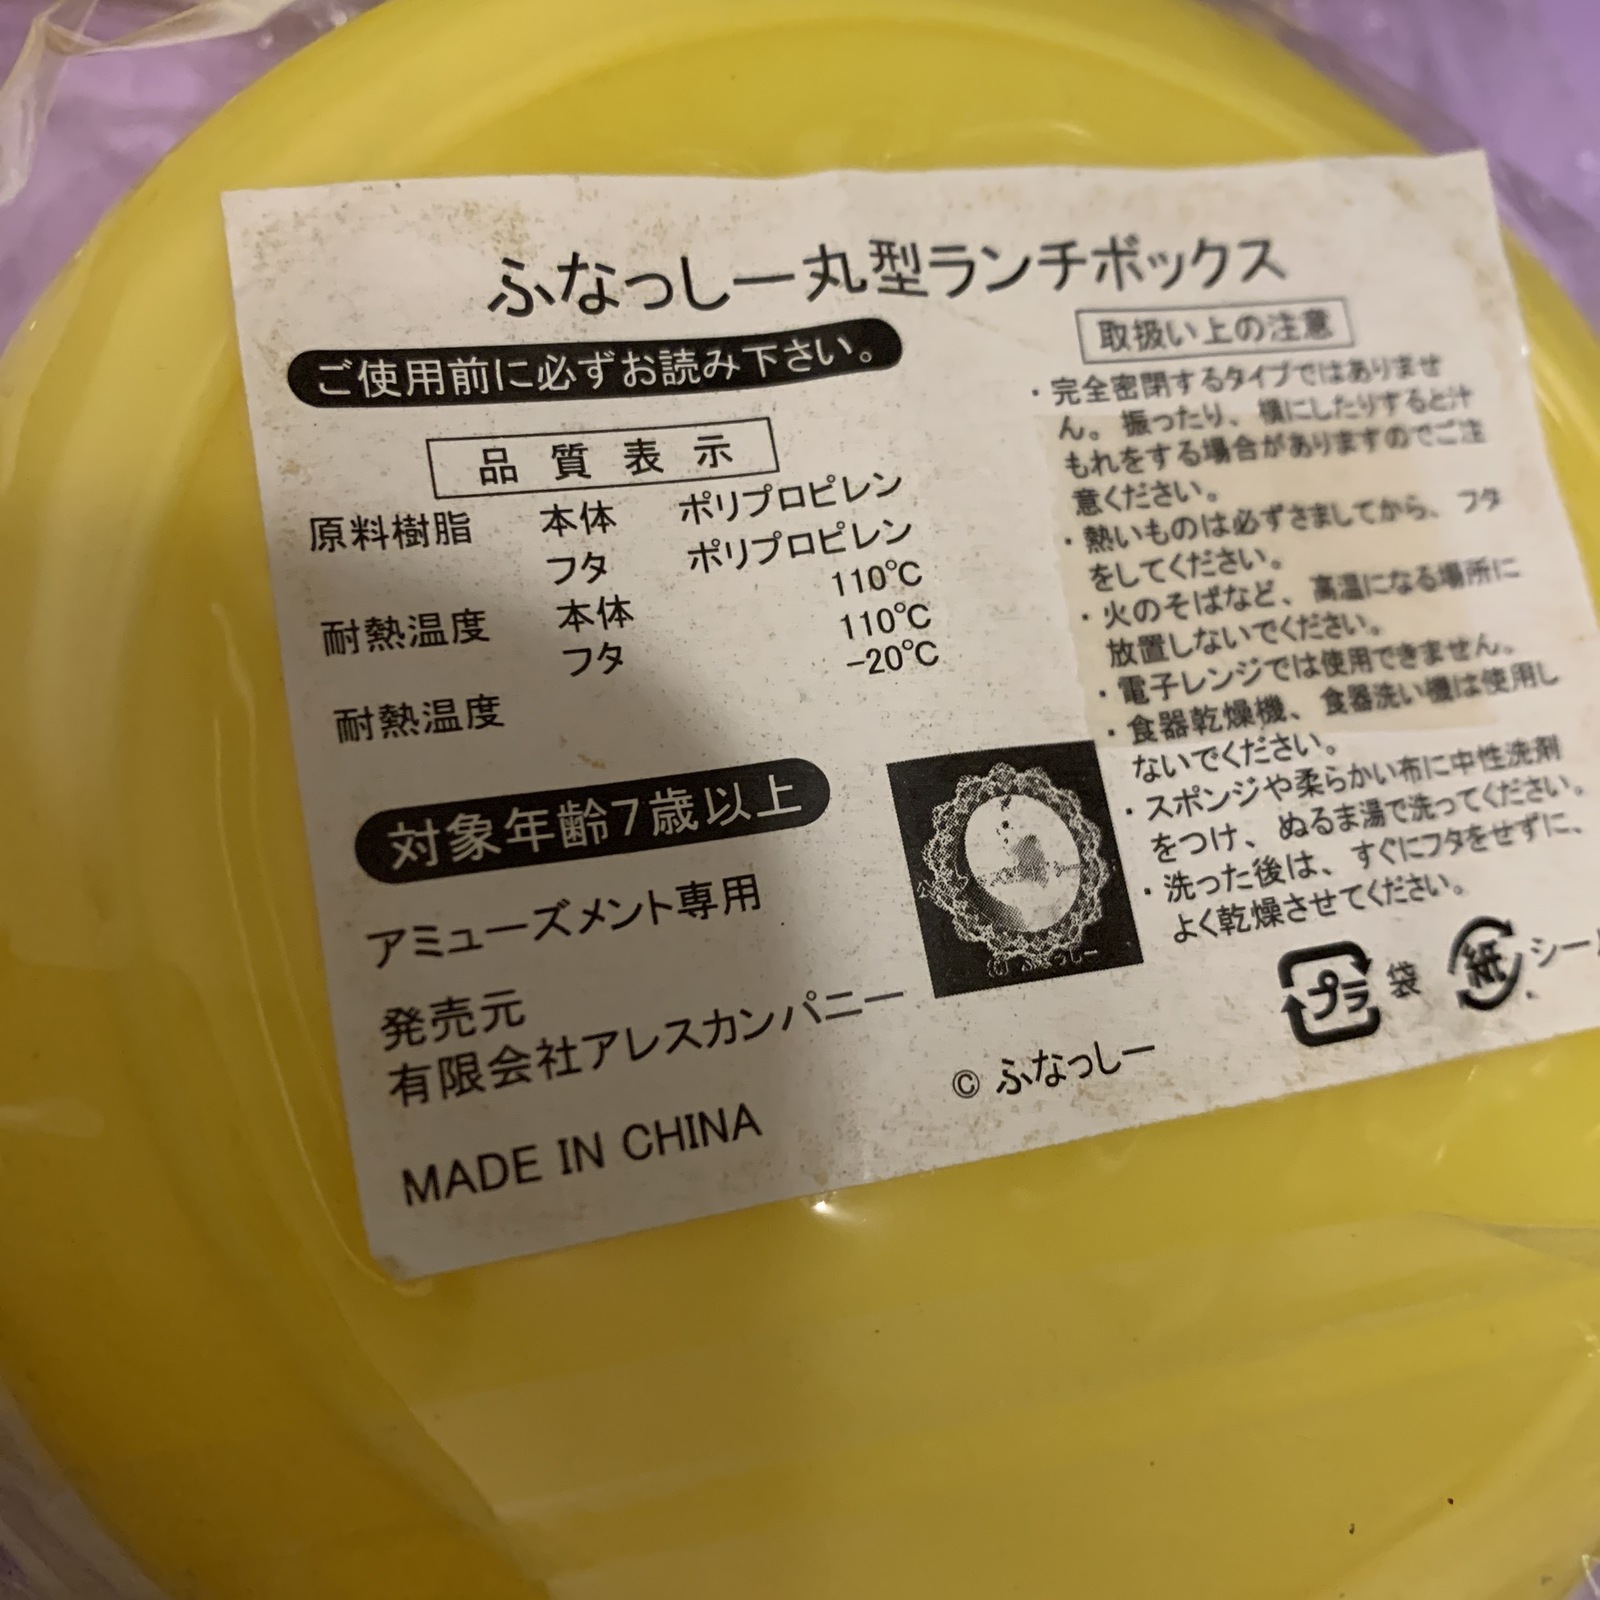 ふなっしー丸型ランチボックス
ご使用前に必ずお読み下さい。
品質表示
原料樹脂 本体 ポリプロピレン
フタ ポリプロピレン
110℃
耐熱温度 本体 110℃
フタ -20℃
耐熱温度
対象年齢7歳以上
アミューズメント専用
発売元
有限会社アレスカンパニー
MADE IN CHINA
取扱い上の注意
・完全密閉するタイプではありませ
ん。振ったり、横にしたりすると汁
もれをする場合がありますのでご注
意ください。
・熱いものは必ずさましてから、フタ
をしてください。
・火のそばなど、高温になる場所に
放置しないでください。
・電子レンジでは使用できません。
・食器乾燥機、食器洗い機は使用し
ないでください。
・スポンジや柔らかい布に中性洗剤
をつけ、ぬるま湯で洗ってください。
・洗った後は、すぐにフタをせずに、
よく乾燥させてください。
プラ 袋 紙 シール
© ふなっしー